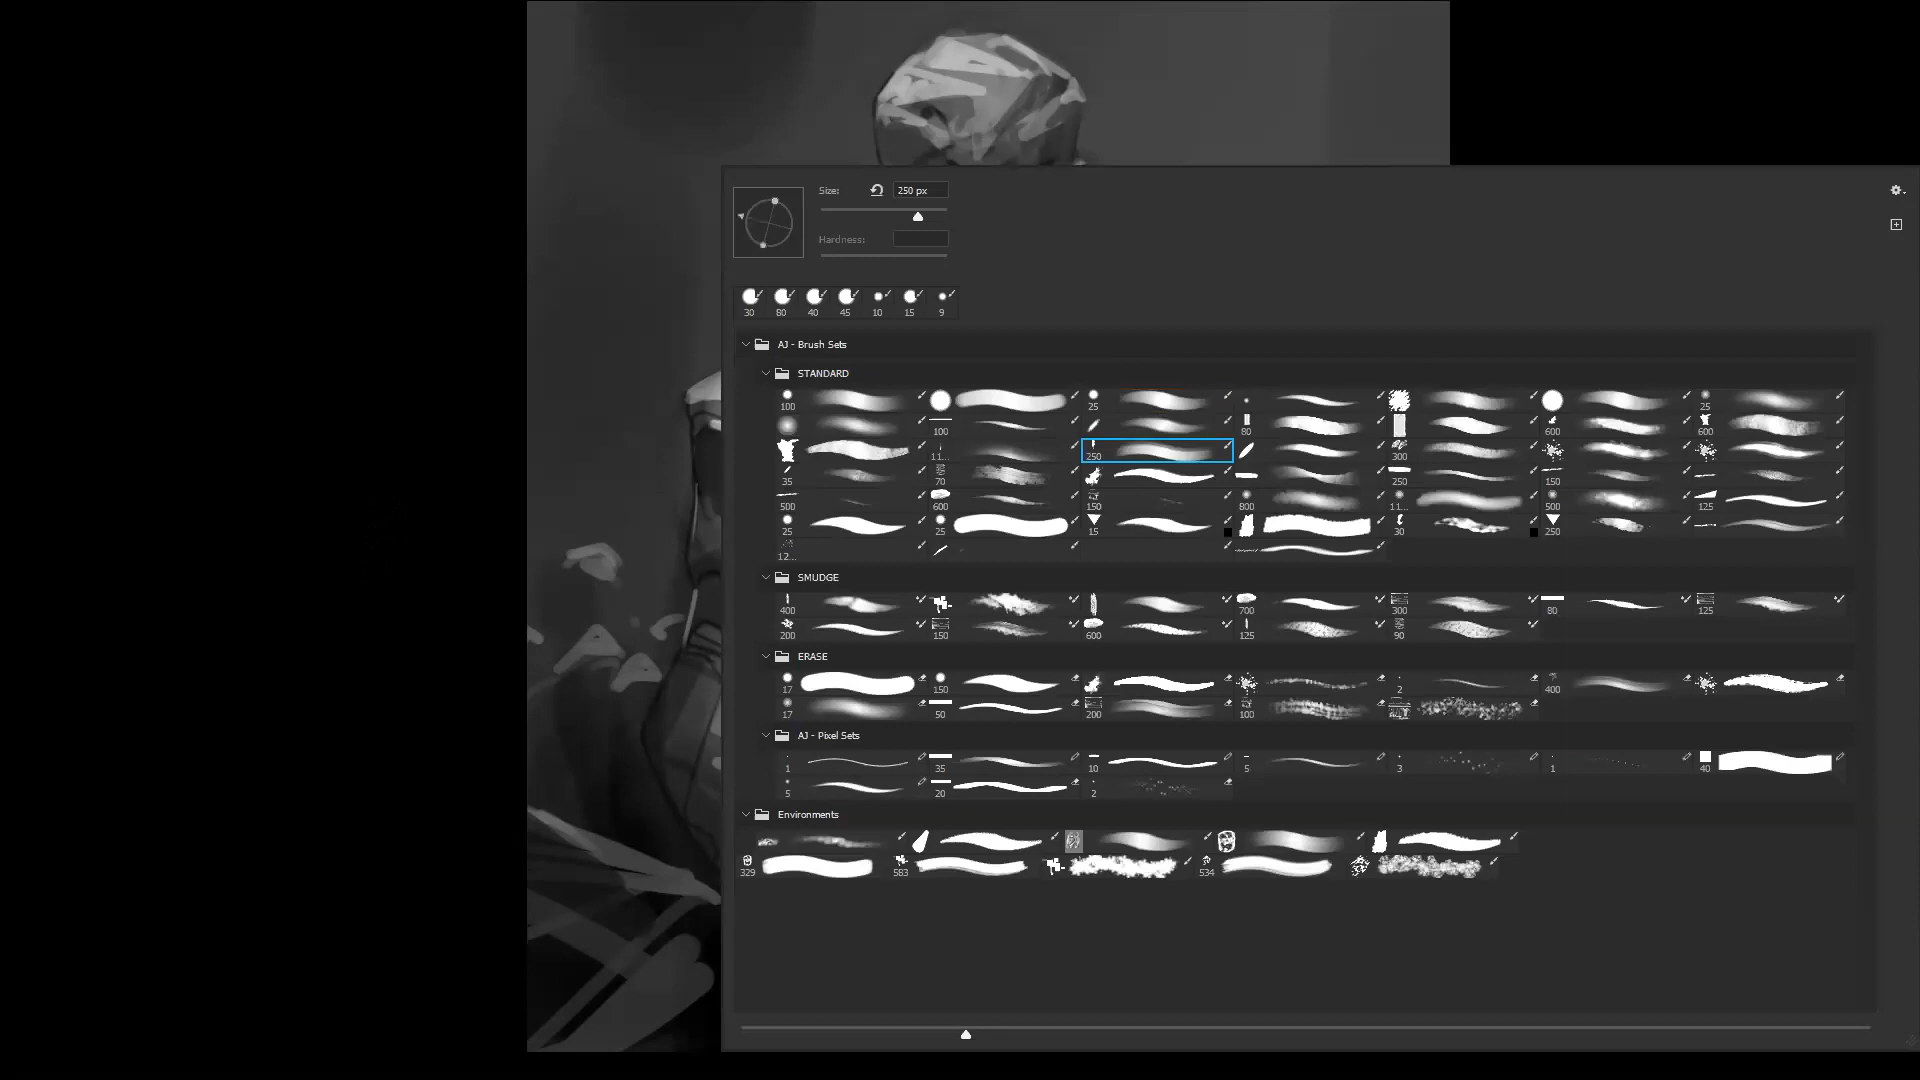 Size: 250 px
Hardness:
30 80 40 45 10 15 9
AJ - Brush Sets
STANDARD
100 25 25
100 80 600 600
11... 250 300
35 70 250 150
500 600 150 800 11... 500 125
25 25 15 30 250
12...
SMUDGE
400 700 300 80 125
200 150 600 125 90
ERASE
17 150 2 400
17 50 200 100
AJ - Pixel Sets
1 35 10 5 3 1 40
5 20 2
Environments
329 583 534